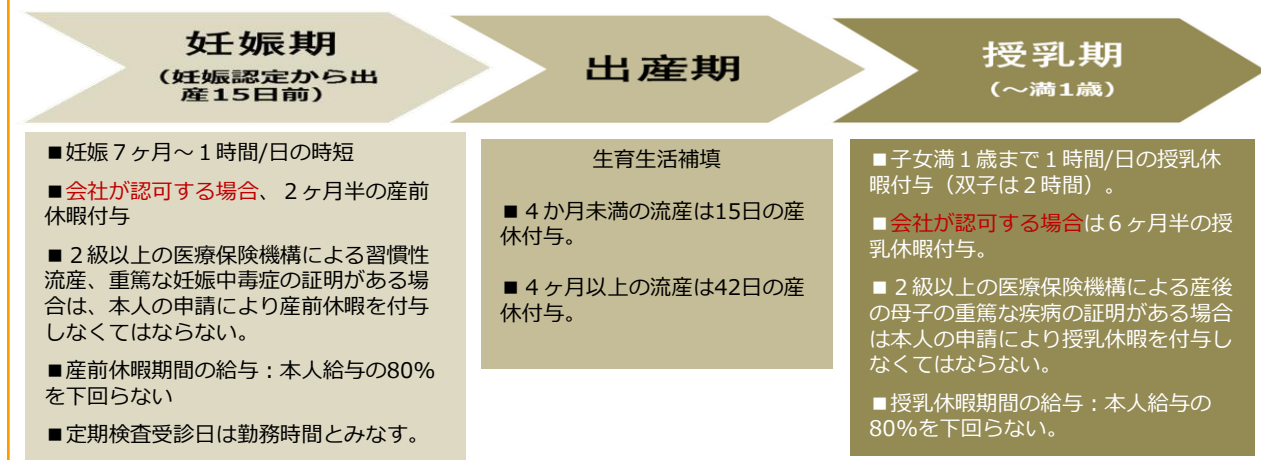 妊娠期
(妊娠認定から出
産15日前)
■妊娠７ヶ月～１時間/日の時短
■会社が認可する場合、２ヶ月半の産前
休暇付与
■２級以上の医療保険機構による習慣性
流産、重篤な妊娠中毒症の証明がある場
合は、本人の申請により産前休暇を付与
しなくてはならない。
■産前休暇期間の給与：本人給与の80%
を下回らない
■定期検査受診日は勤務時間とみなす。
出産期
生育生活補填
■４か月未満の流産は15日の産
休付与。
■４ヶ月以上の流産は42日の産
休付与。
授乳期
(～満1歳)
■子女満１歳まで１時間/日の授乳休
暇付与（双子は２時間）。
■会社が認可する場合は６ヶ月半の授
乳休暇付与。
■２級以上の医療保険機構による産後
の母子の重篤な疾病の証明がある場合
は本人の申請により授乳休暇を付与し
なくてはならない。
■授乳休暇期間の給与：本人給与の
80%を下回らない。